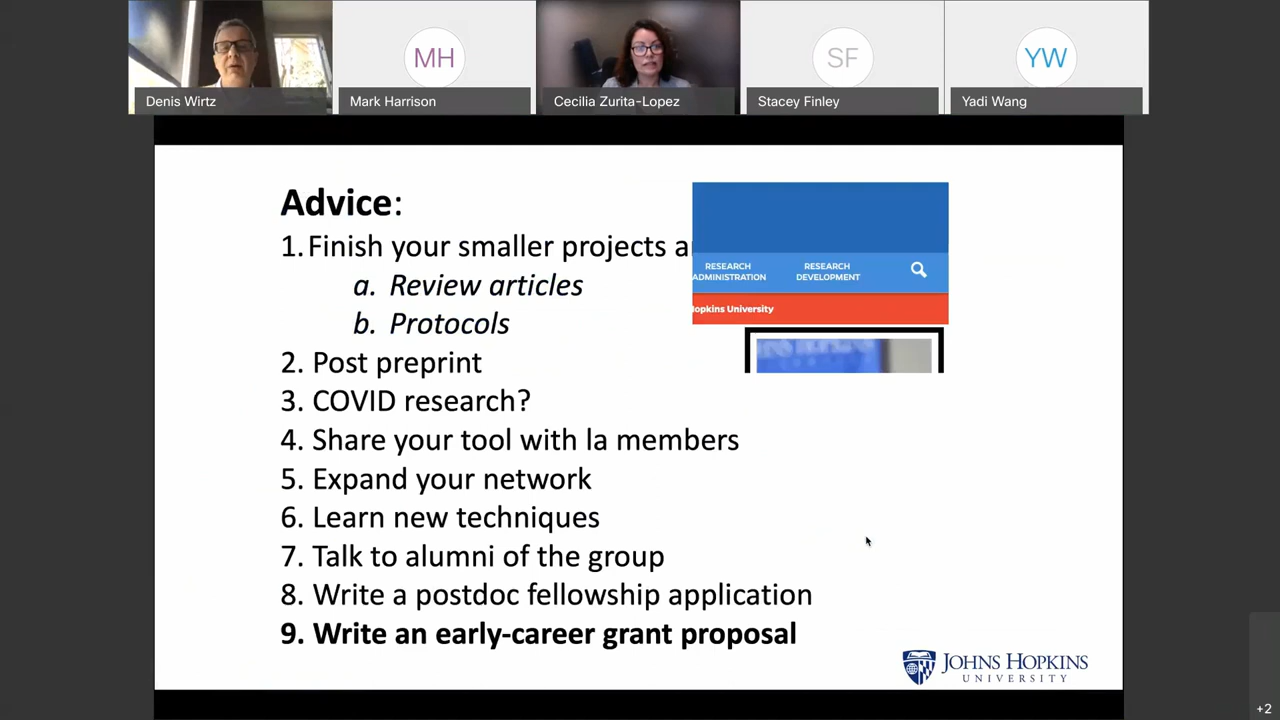 MH
SF
YW
Denis Wirtz
Mark Harrison
Cecilia Zurita-Lopez
Stacey Finley
Yadi Wang
Advice:
1. Finish your smaller projects
a. Review articles
b. Protocols
2. Post preprint
3. COVID research?
4. Share your tool with la members
5. Expand your network
6. Learn new techniques
7. Talk to alumni of the group
8. Write a postdoc fellowship application
9. Write an early-career grant proposal
RESEARCH ADMINISTRATION
RESEARCH DEVELOPMENT
opkins University
JOHNS HOPKINS
UNIVERSITY
+2